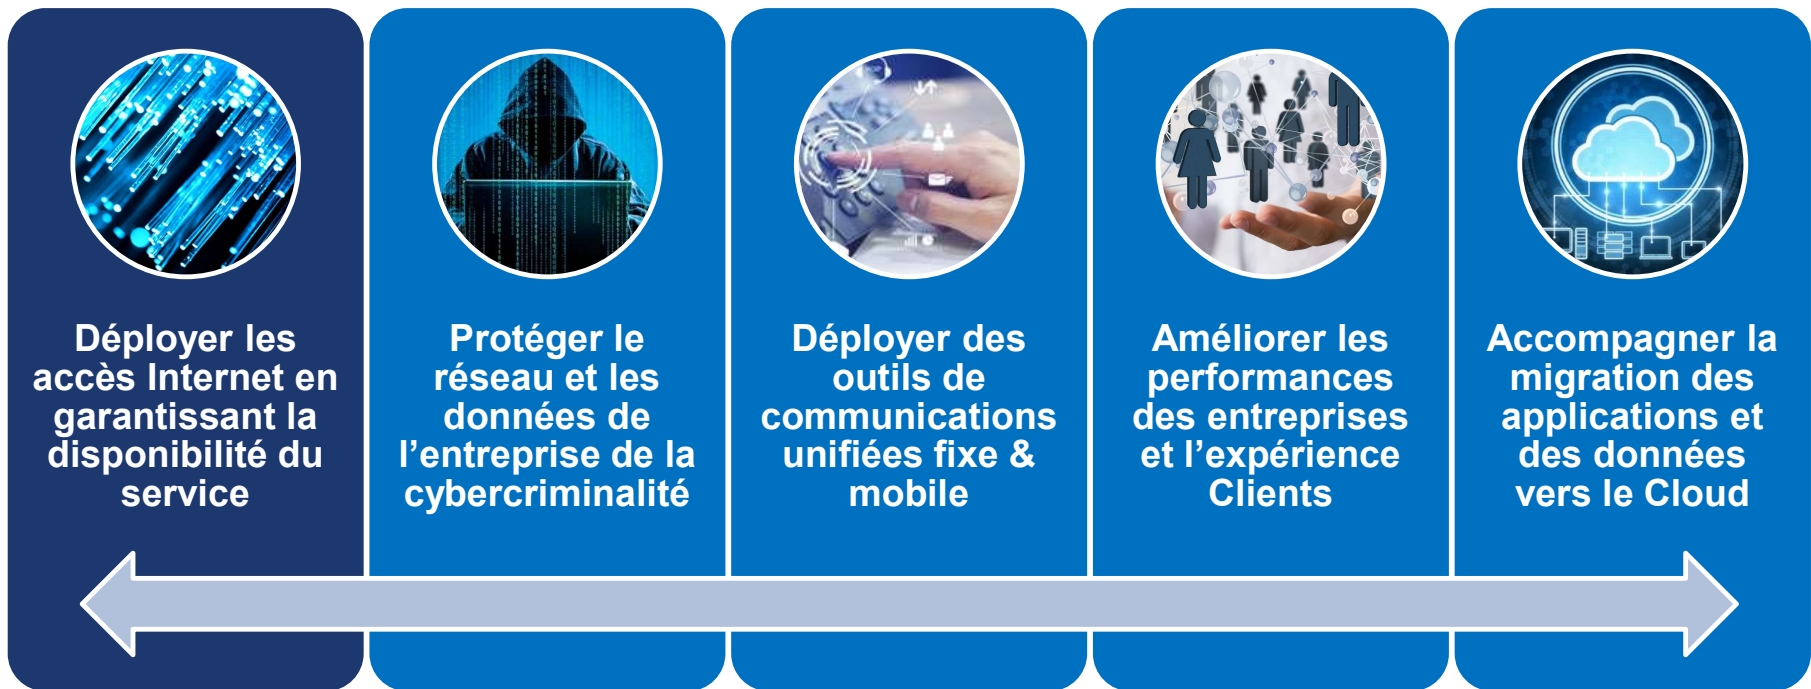 Déployer les
accès Internet en
garantissant la
disponibilité du
service
Protéger le
réseau et les
données de
l’entreprise de la
cybercriminalité
Déployer des
outils de
communications
unifiées fixe &
mobile
Améliorer les
performances
des entreprises
et l’expérience
Clients
Accompagner la
migration des
applications et
des données
vers le Cloud